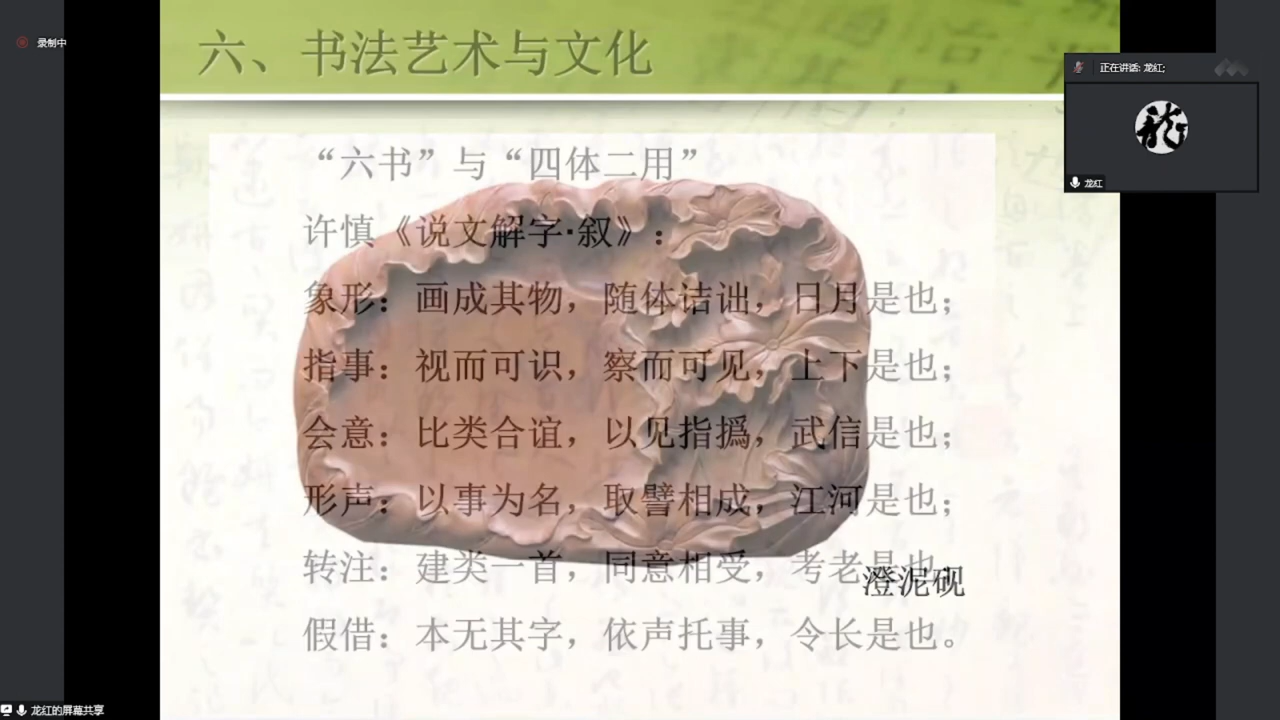 录制中
六、书法艺术与文化
正在讲话: 龙红;
龙红
“六书”与“四体二用”
许慎《说文解字·叙》:
象形:画成其物,随体诘诎,日月是也;
指事:视而可识,察而可见,上下是也;
会意:比类合谊,以见指撝,武信是也;
形声:以事为名,取譬相成,江河是也;
转注:建类一首,同意相受,考老是也
澄泥砚
假借:本无其字,依声托事,令长是也。
龙红的屏幕共享